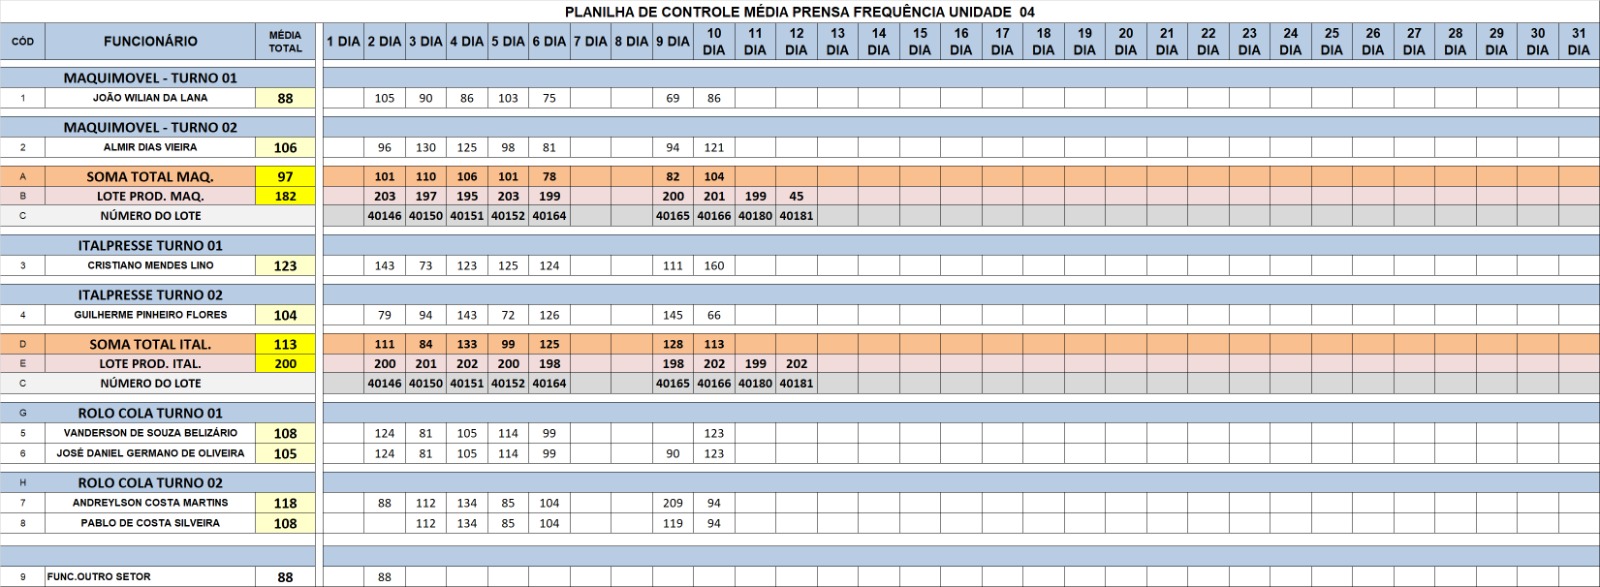 PLANILHA DE CONTROLE MÉDIA PRENSA FREQUÊNCIA UNIDADE 04
CÓD FUNCIONÁRIO MÉDIA TOTAL 1 DIA 2 DIA 3 DIA 4 DIA 5 DIA 6 DIA 7 DIA 8 DIA 9 DIA 10 DIA 11 DIA 12 DIA 13 DIA 14 DIA 15 DIA 16 DIA 17 DIA 18 DIA 19 DIA 20 DIA 21 DIA 22 DIA 23 DIA 24 DIA 25 DIA 26 DIA 27 DIA 28 DIA 29 DIA 30 DIA 31 DIA
MAQUIMOVEL - TURNO 01
1 JOÃO WILIAN DA LANA 88 105 90 86 103 75 69 86
MAQUIMOVEL - TURNO 02
2 ALMIR DIAS VIEIRA 106 96 130 125 98 81 94 121
A SOMA TOTAL MAQ. 97 101 110 106 101 78 82 104
B LOTE PROD. MAQ. 182 203 197 195 203 199 200 201 199 45
C NÚMERO DO LOTE 40146 40150 40151 40152 40164 40165 40166 40180 40181
ITALPRESSE TURNO 01
3 CRISTIANO MENDES LINO 123 143 73 123 125 124 111 160
ITALPRESSE TURNO 02
4 GUILHERME PINHEIRO FLORES 104 79 94 143 72 126 145 66
D SOMA TOTAL ITAL. 113 111 84 133 99 125 128 113
E LOTE PROD. ITAL. 200 200 201 202 200 198 198 202 199 202
C NÚMERO DO LOTE 40146 40150 40151 40152 40164 40165 40166 40180 40181
G ROLO COLA TURNO 01
5 VANDERSON DE SOUZA BELIZÁRIO 108 124 81 105 114 99 123
6 JOSÉ DANIEL GERMANO DE OLIVEIRA 105 124 81 105 114 99 90 123
H ROLO COLA TURNO 02
7 ANDREYLSON COSTA MARTINS 118 88 112 134 85 104 209 94
8 PABLO DE COSTA SILVEIRA 108 112 134 85 104 119 94
9 FUNC.OUTRO SETOR 88 88